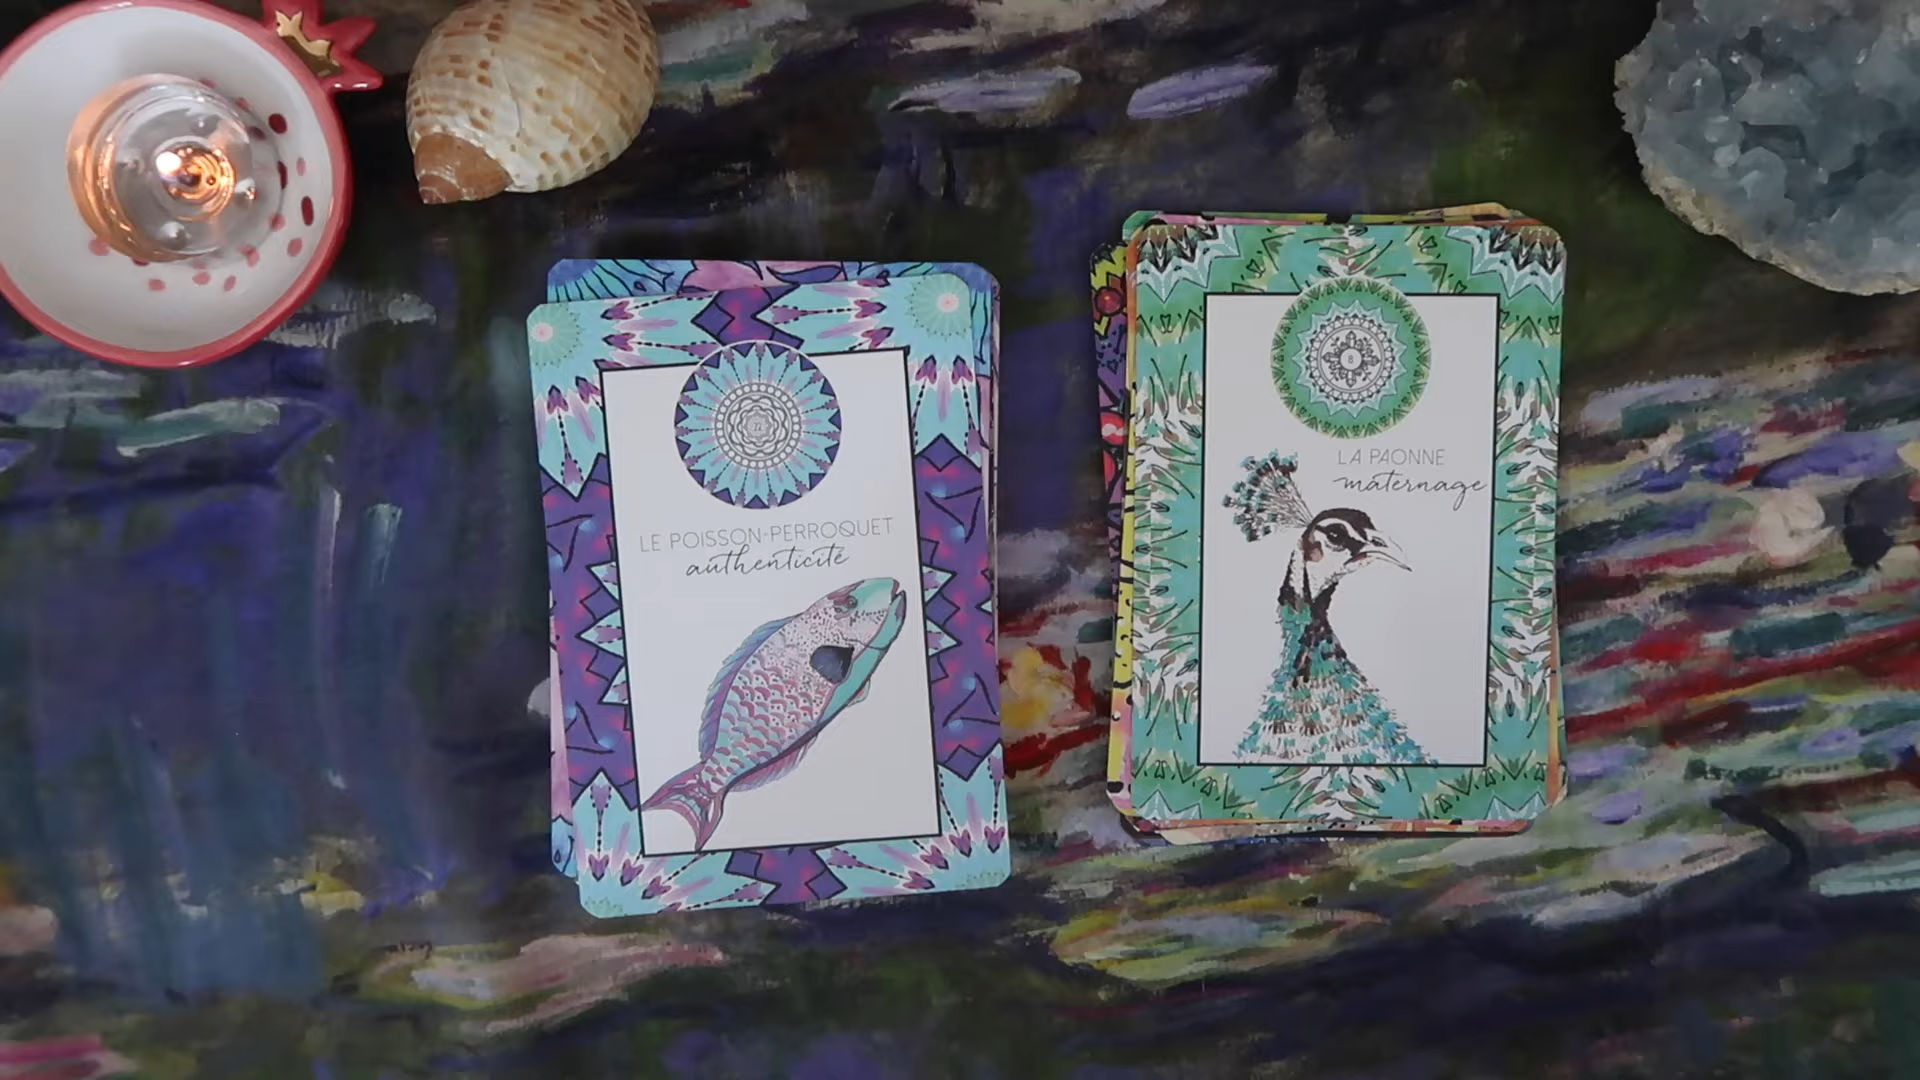 LE POISSON-PERROQUET
authenticité
LA PAONNE
maternage